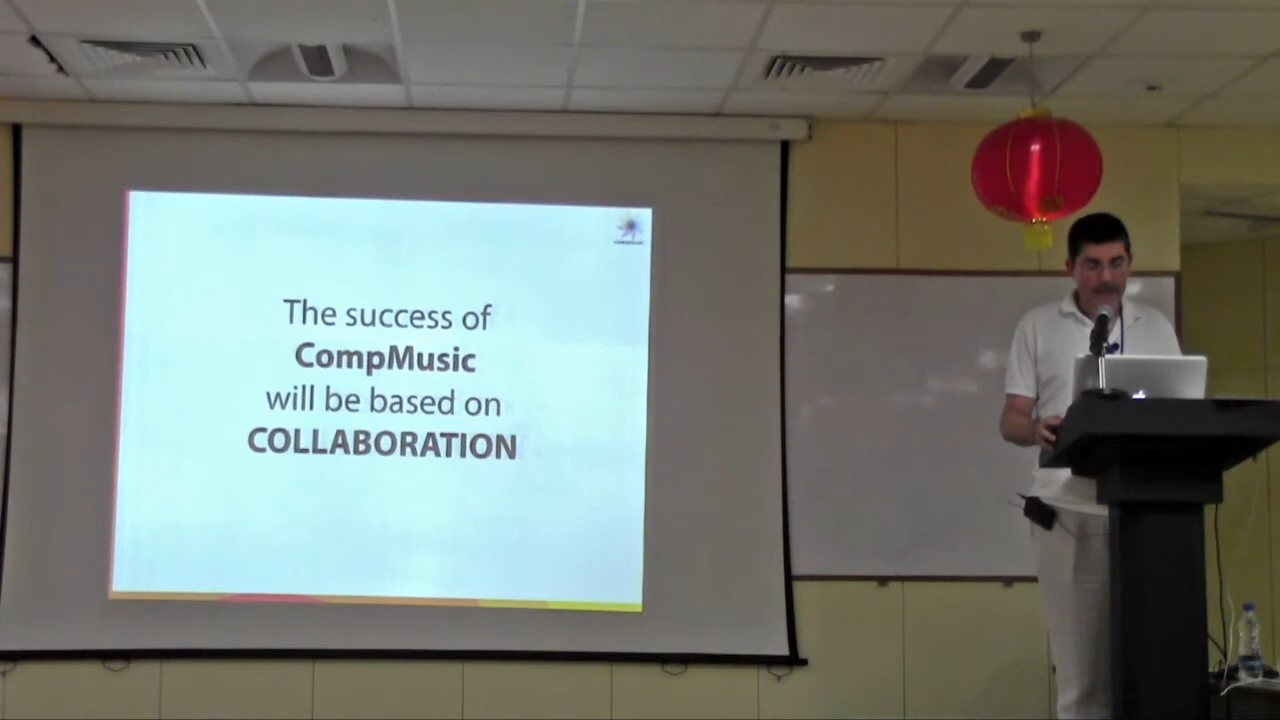 The success of
CompMusic
will be based on
COLLABORATION